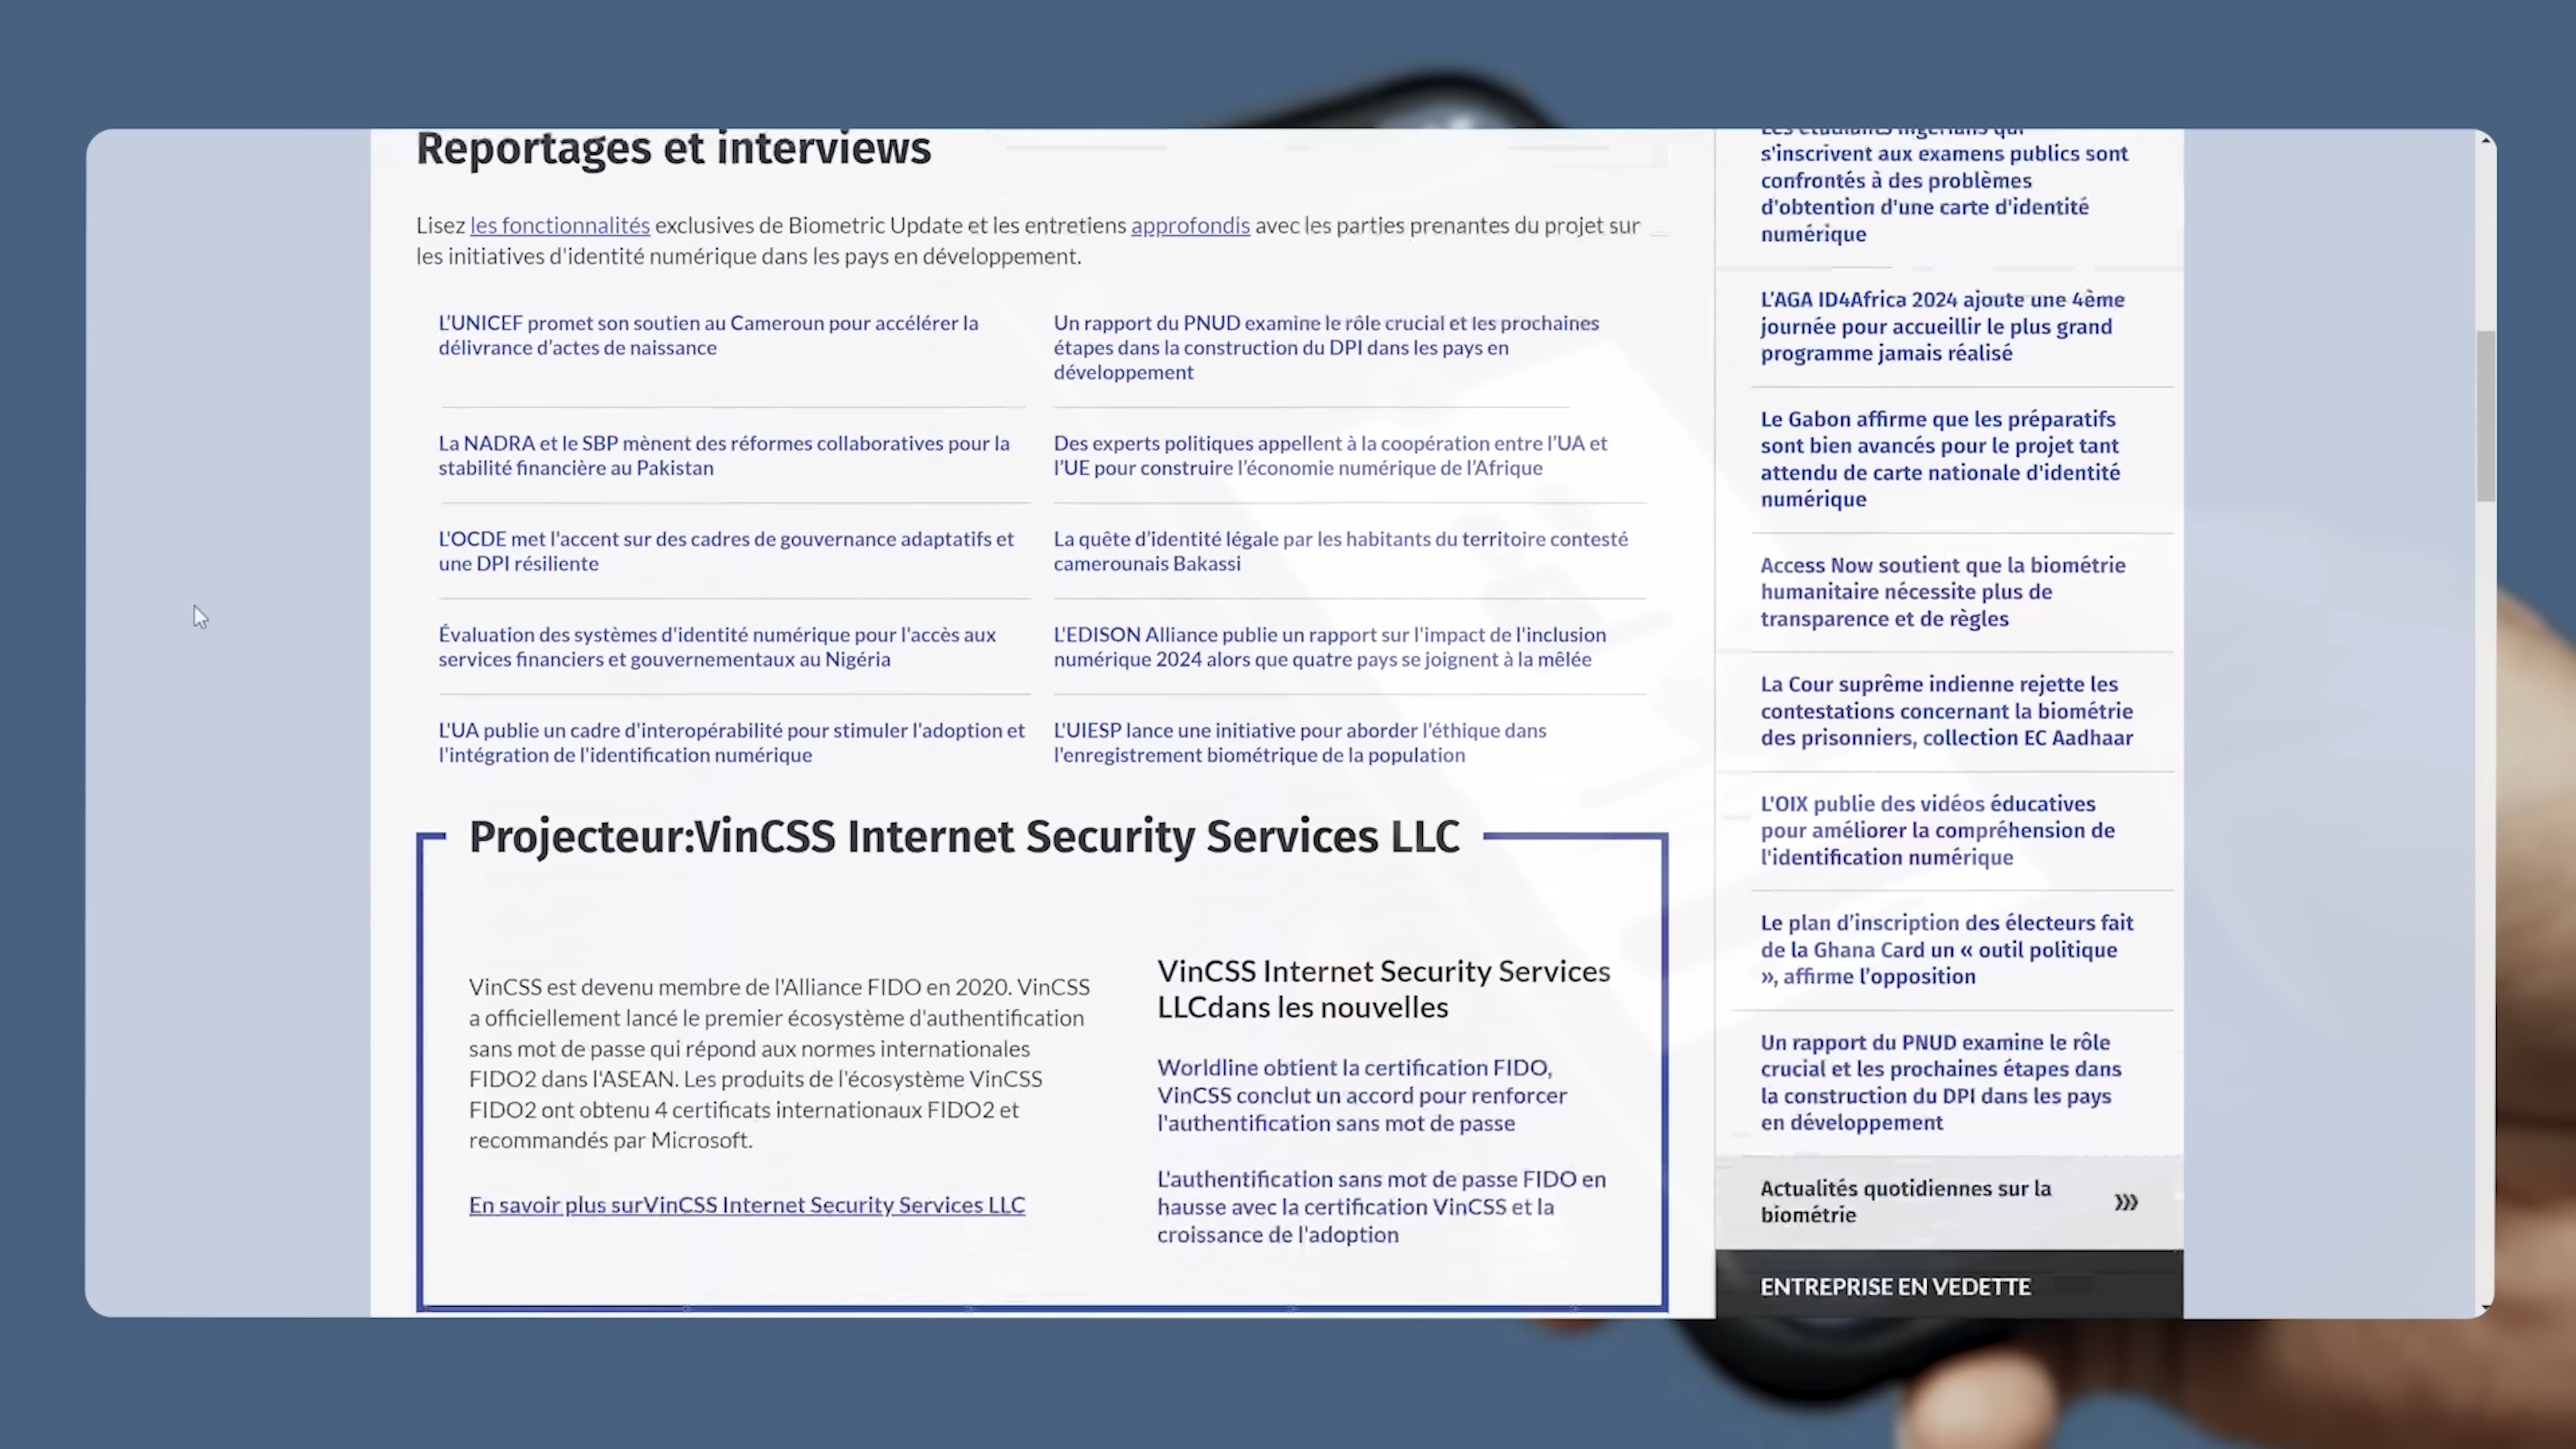 Reportages et interviews
Lisez les fonctionnalités exclusives de Biometric Update et les entretiens approfondis avec les parties prenantes du projet sur
les initiatives d'identité numérique dans les pays en développement.
L'UNICEF promet son soutien au Cameroun pour accélérer la
délivrance d'actes de naissance
Un rapport du PNUD examine le rôle crucial et les prochaines
étapes dans la construction du DPI dans les pays en
développement
La NADRA et le SBP mènent des réformes collaboratives pour la
stabilité financière au Pakistan
Des experts politiques appellent à la coopération entre l'UA et
l'UE pour construire l'économie numérique de l'Afrique
L'OCDE met l'accent sur des cadres de gouvernance adaptatifs et
une DPI résiliente
La quête d'identité légale par les habitants du territoire contesté
camerounais Bakassi
Évaluation des systèmes d'identité numérique pour l'accès aux
services financiers et gouvernementaux au Nigéria
L'EDISON Alliance publie un rapport sur l'impact de l'inclusion
numérique 2024 alors que quatre pays se joignent à la mêlée
L'UA publie un cadre d'interopérabilité pour stimuler l'adoption et
l'intégration de l'identification numérique
L'UIESP lance une initiative pour aborder l'éthique dans
l'enregistrement biométrique de la population
Projecteur:VinCSS Internet Security Services LLC
VinCSS est devenu membre de l'Alliance FIDO en 2020. VinCSS
a officiellement lancé le premier écosystème d'authentification
sans mot de passe qui répond aux normes internationales
FIDO2 dans l'ASEAN. Les produits de l'écosystème VinCSS
FIDO2 ont obtenu 4 certificats internationaux FIDO2 et
recommandés par Microsoft.
En savoir plus surVinCSS Internet Security Services LLC
VinCSS Internet Security Services
LLCdans les nouvelles
Worldline obtient la certification FIDO,
VinCSS conclut un accord pour renforcer
l'authentification sans mot de passe
L'authentification sans mot de passe FIDO en
hausse avec la certification VinCSS et la
croissance de l'adoption
Les étudiants nigérians qui
s'inscrivent aux examens publics sont
confrontés à des problèmes
d'obtention d'une carte d'identité
numérique
L'AGA ID4Africa 2024 ajoute une 4ème
journée pour accueillir le plus grand
programme jamais réalisé
Le Gabon affirme que les préparatifs
sont bien avancés pour le projet tant
attendu de carte nationale d'identité
numérique
Access Now soutient que la biométrie
humanitaire nécessite plus de
transparence et de règles
La Cour suprême indienne rejette les
contestations concernant la biométrie
des prisonniers, collection EC Aadhaar
L'OIX publie des vidéos éducatives
pour améliorer la compréhension de
l'identification numérique
Le plan d'inscription des électeurs fait
de la Ghana Card un « outil politique
», affirme l'opposition
Un rapport du PNUD examine le rôle
crucial et les prochaines étapes dans
la construction du DPI dans les pays
en développement
Actualités quotidiennes sur la
biométrie
ENTREPRISE EN VEDETTE